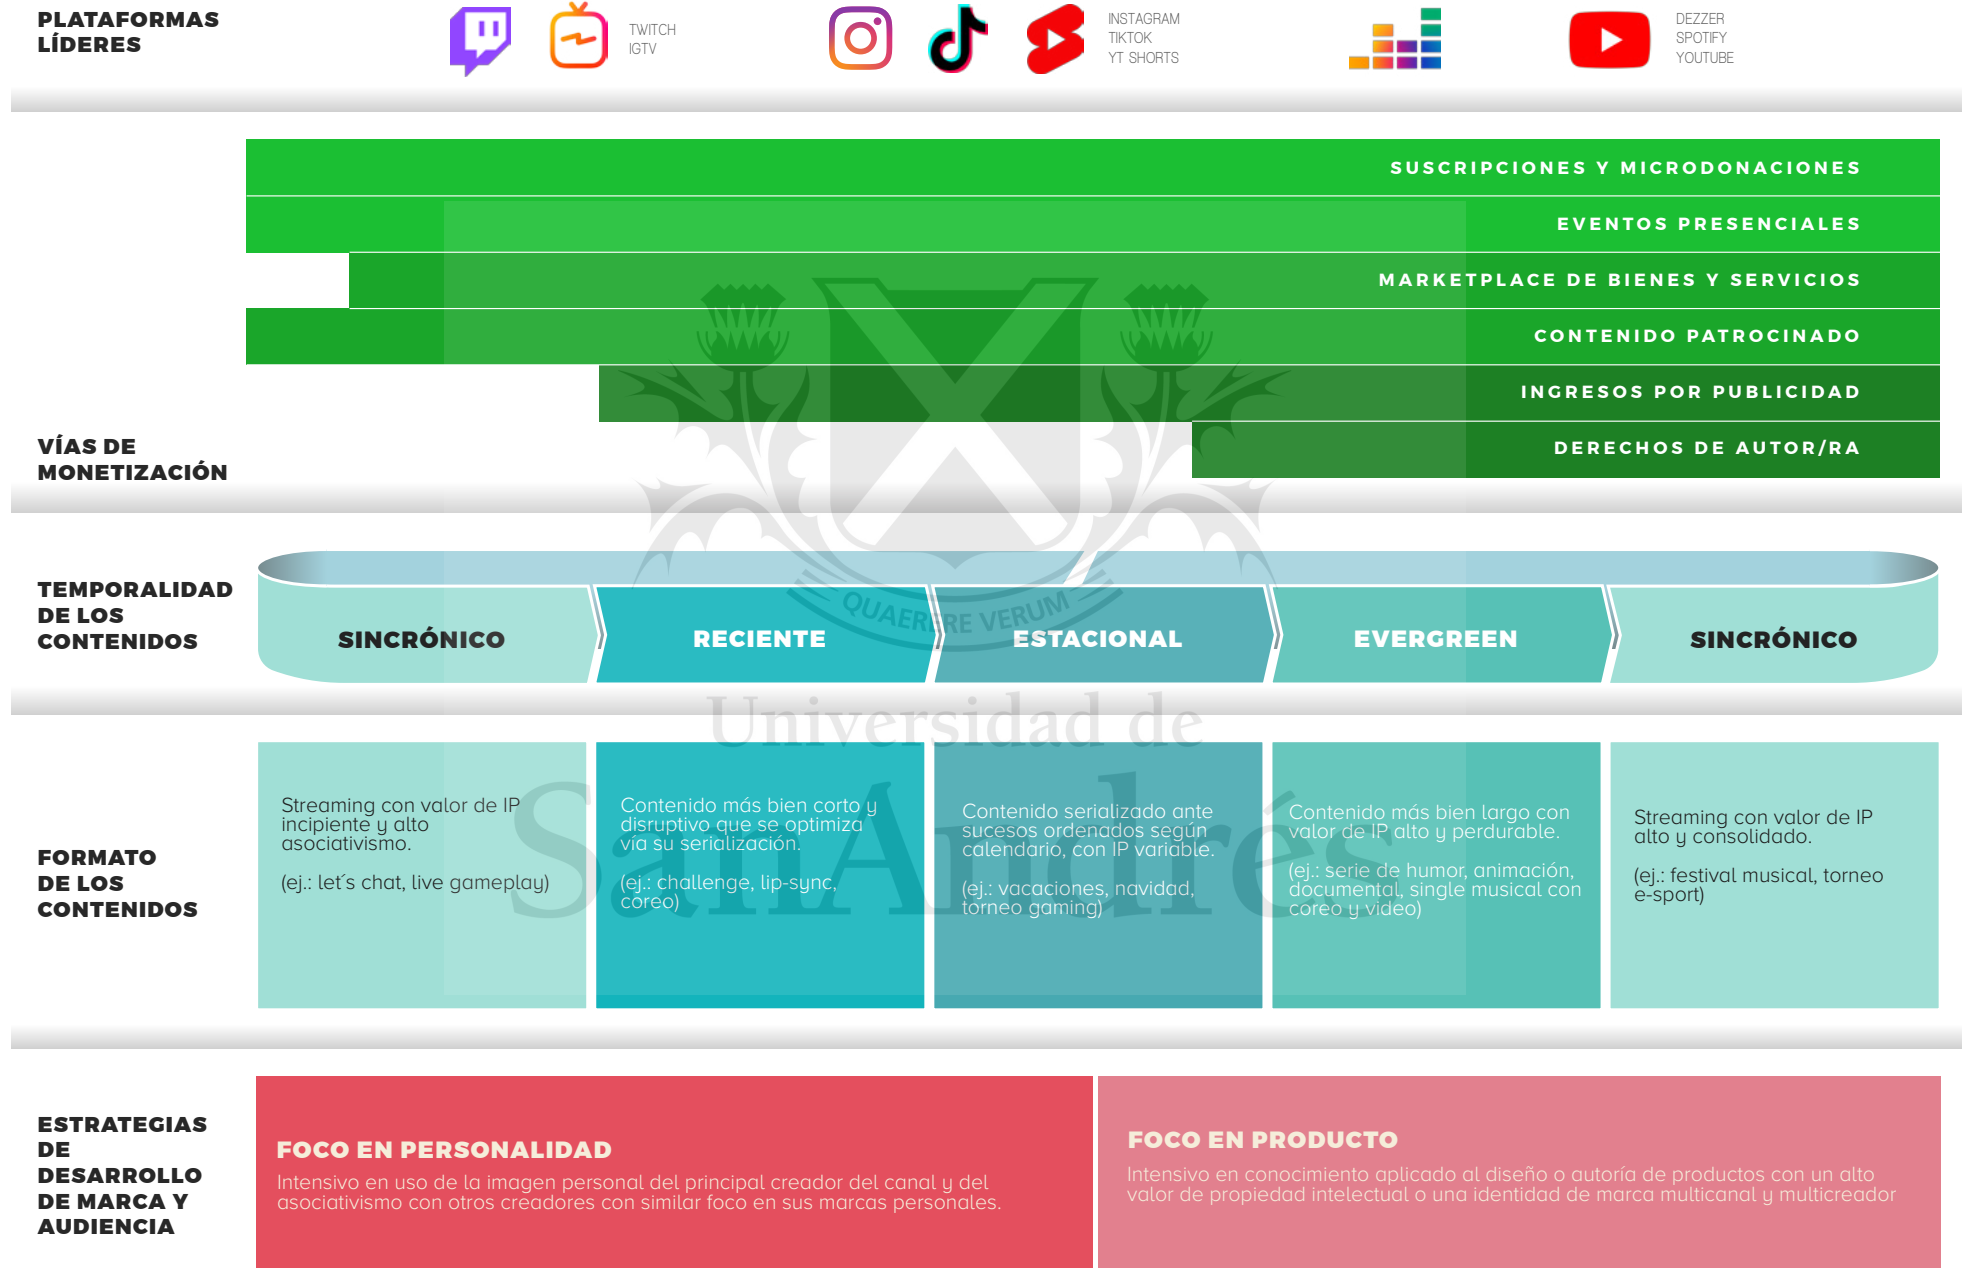 PLATAFORMAS
LÍDERES
TWITCH
IGTV
INSTAGRAM
TIKTOK
YT SHORTS
DEZZER
SPOTIFY
YOUTUBE
VÍAS DE
MONETIZACIÓN
SUSCRIPCIONES Y MICRODONACIONES
EVENTOS PRESENCIALES
MARKETPLACE DE BIENES Y SERVICIOS
CONTENIDO PATROCINADO
INGRESOS POR PUBLICIDAD
DERECHOS DE AUTOR/RA
TEMPORALIDAD
DE LOS
CONTENIDOS
SINCRÓNICO
RECIENTE
ESTACIONAL
EVERGREEN
SINCRÓNICO
QUAERERE VERUM
Universidad de
SanAndrés
FORMATO
DE LOS
CONTENIDOS
Streaming con valor de IP
incipiente y alto
asociativismo.
(ej.: let´s chat, live gameplay)
Contenido más bien corto y
disruptivo que se optimiza
vía su serialización.
(ej.: challenge, lip-sync,
coreo)
Contenido serializado ante
sucesos ordenados según
calendario, con IP variable.
(ej.: vacaciones, navidad,
torneo gaming)
Contenido más bien largo con
valor de IP alto y perdurable.
(ej.: serie de humor, animación,
documental, single musical con
coreo y video)
Streaming con valor de IP
alto y consolidado.
(ej.: festival musical, torneo
e-sport)
ESTRATEGIAS
DE
DESARROLLO
DE MARCA Y
AUDIENCIA
FOCO EN PERSONALIDAD
Intensivo en uso de la imagen personal del principal creador del canal y del
asociativismo con otros creadores con similar foco en sus marcas personales.
FOCO EN PRODUCTO
Intensivo en conocimiento aplicado al diseño o autoría de productos con un alto
valor de propiedad intelectual o una identidad de marca multicanal y multicreador